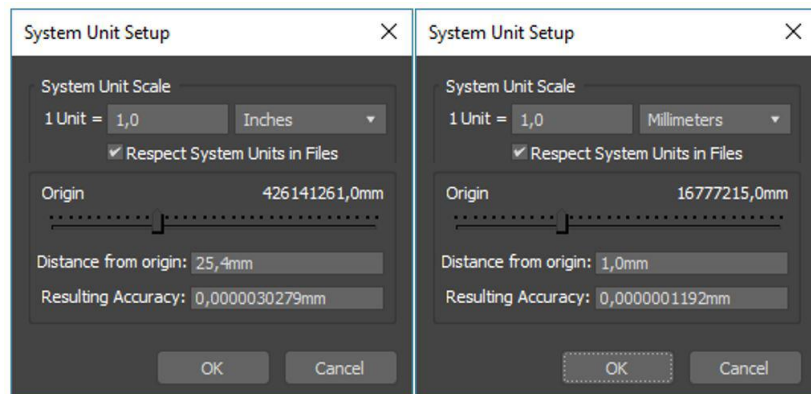 System Unit Setup
System Unit Scale
1 Unit = 1,0 Inches
Respect System Units in Files
Origin 426141261,0mm
Distance from origin: 25,4mm
Resulting Accuracy: 0,0000030279mm
OK Cancel
System Unit Setup
System Unit Scale
1 Unit = 1,0 Millimeters
Respect System Units in Files
Origin 16777215,0mm
Distance from origin: 1,0mm
Resulting Accuracy: 0,0000001192mm
OK Cancel